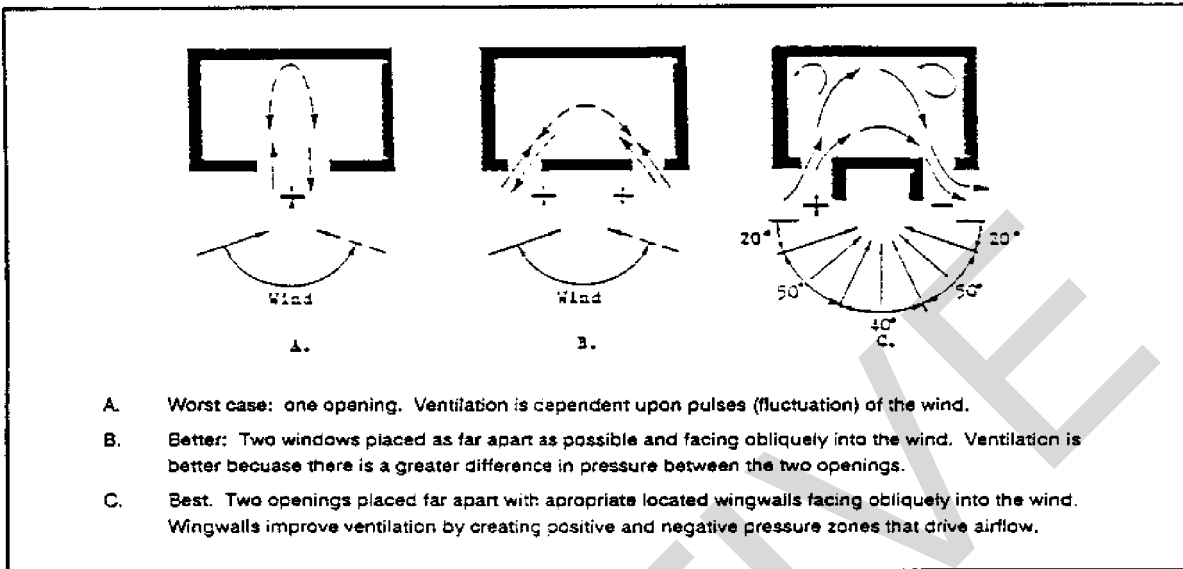 20° 20°
Wind Wind 50° 50°
40°
A. B. C.
A. Worst case: one opening. Ventilation is dependent upon pulses (fluctuation) of the wind.
B. Better: Two windows placed as far apart as possible and facing obliquely into the wind. Ventilation is
better becuase there is a greater difference in pressure between the two openings.
C. Best. Two openings placed far apart with apropriate located wingwalls facing obliquely into the wind.
Wingwalls improve ventilation by creating positive and negative pressure zones that drive airflow.